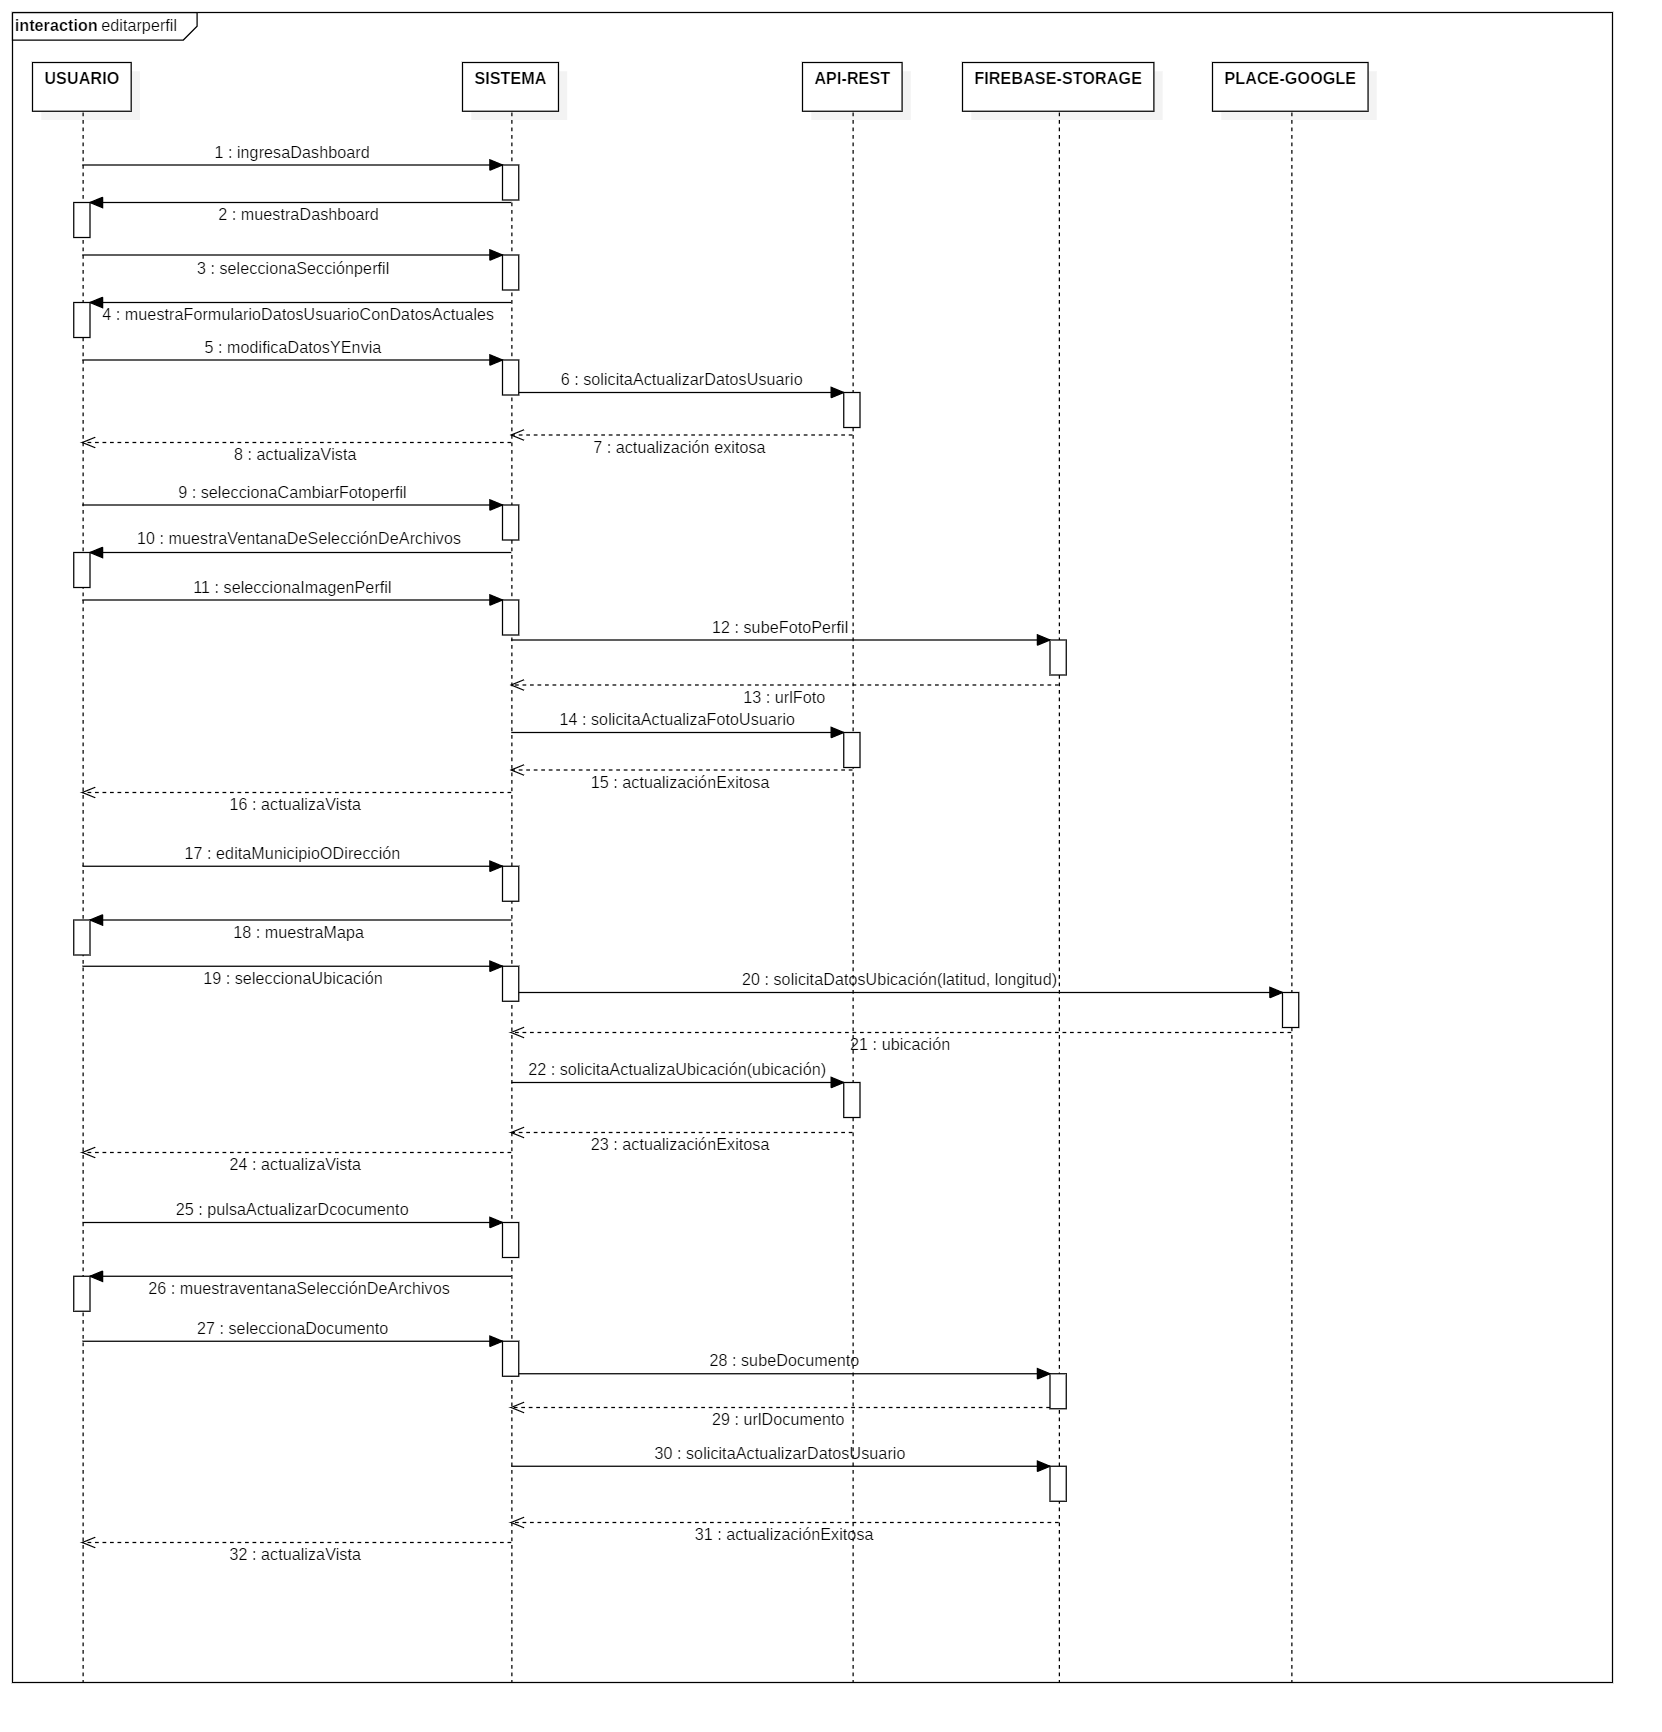 interaction editarperfil
USUARIO
SISTEMA
API-REST
FIREBASE-STORAGE
PLACE-GOOGLE
1 : ingresaDashboard
2 : muestraDashboard
3 : seleccionaSecciónperfil
4 : muestraFormularioDatosUsuarioConDatosActuales
5 : modificaDatosYEnvia
6 : solicitaActualizarDatosUsuario
7 : actualización exitosa
8 : actualizaVista
9 : seleccionaCambiarFotoperfil
10 : muestraVentanaDeSelecciónDeArchivos
11 : seleccionaImagenPerfil
12 : subeFotoPerfil
13 : urlFoto
14 : solicitaActualizaFotoUsuario
15 : actualizaciónExitosa
16 : actualizaVista
17 : editaMunicipioODirección
18 : muestraMapa
19 : seleccionaUbicación
20 : solicitaDatosUbicación(latitud, longitud)
21 : ubicación
22 : solicitaActualizaUbicación(ubicación)
23 : actualizaciónExitosa
24 : actualizaVista
25 : pulsaActualizarDcocumento
26 : muestraventanaSelecciónDeArchivos
27 : seleccionaDocumento
28 : subeDocumento
29 : urlDocumento
30 : solicitaActualizarDatosUsuario
31 : actualizaciónExitosa
32 : actualizaVista